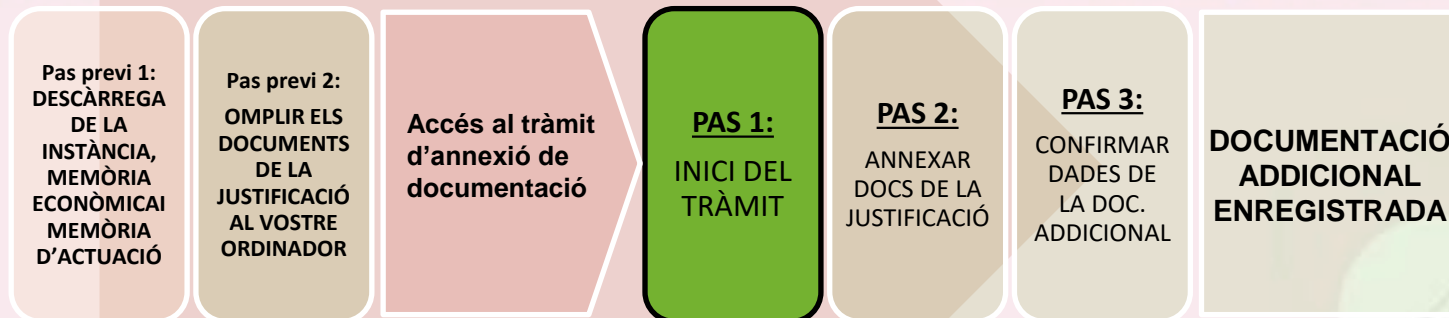 Pas previ 1:
DESCÀRREGA
DE LA
INSTÀNCIA,
MEMÒRIA
ECONÒMICAI
MEMÒRIA
D'ACTUACIÓ
Pas previ 2:
OMPLIR ELS
DOCUMENTS
DE LA
JUSTIFICACIÓ
AL VOSTRE
ORDINADOR
Accés al tràmit
d'annexió de
documentació
PAS 1:
INICI DEL
TRÀMIT
PAS 2:
ANNEXAR
DOCS DE LA
JUSTIFICACIÓ
PAS 3:
CONFIRMAR
DADES DE
LA DOC.
ADDICIONAL
DOCUMENTACIÓ
ADDICIONAL
ENREGISTRADA